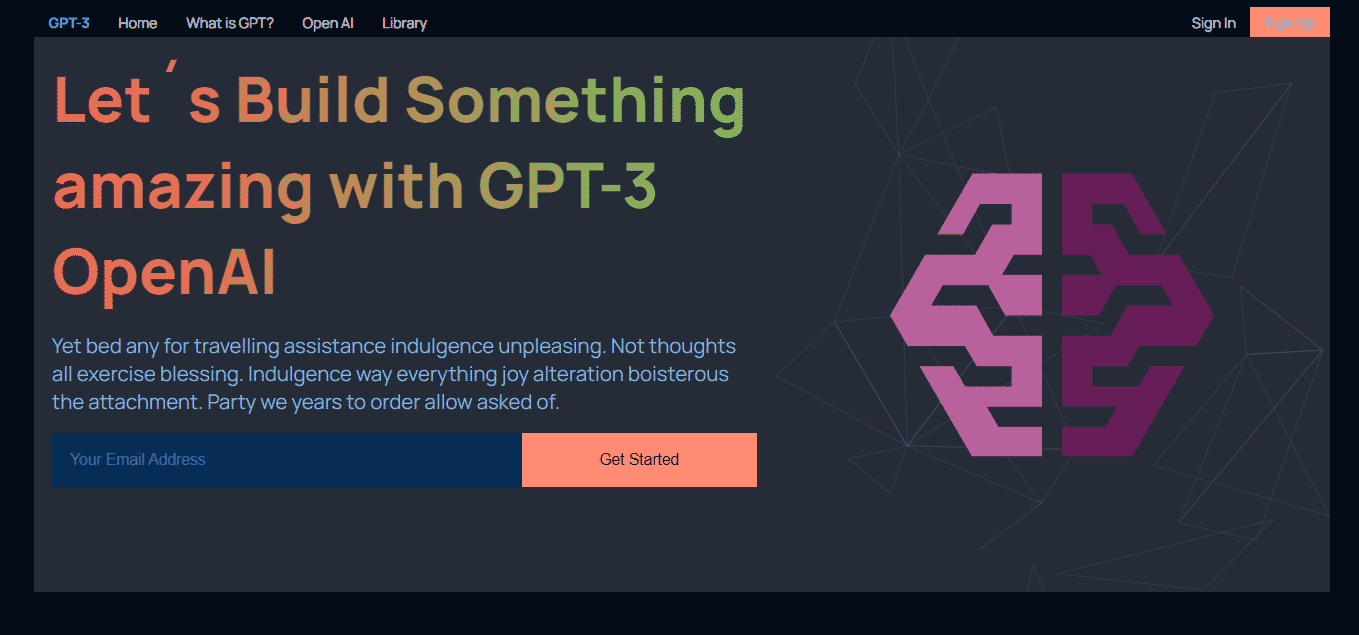 GPT-3 Home What is GPT? Open AI Library Sign In Sign Up
Let´s Build Something
amazing with GPT-3
OpenAI
Yet bed any for travelling assistance indulgence unpleasing. Not thoughts
all exercise blessing. Indulgence way everything joy alteration boisterous
the attachment. Party we years to order allow asked of.
Your Email Address Get Started